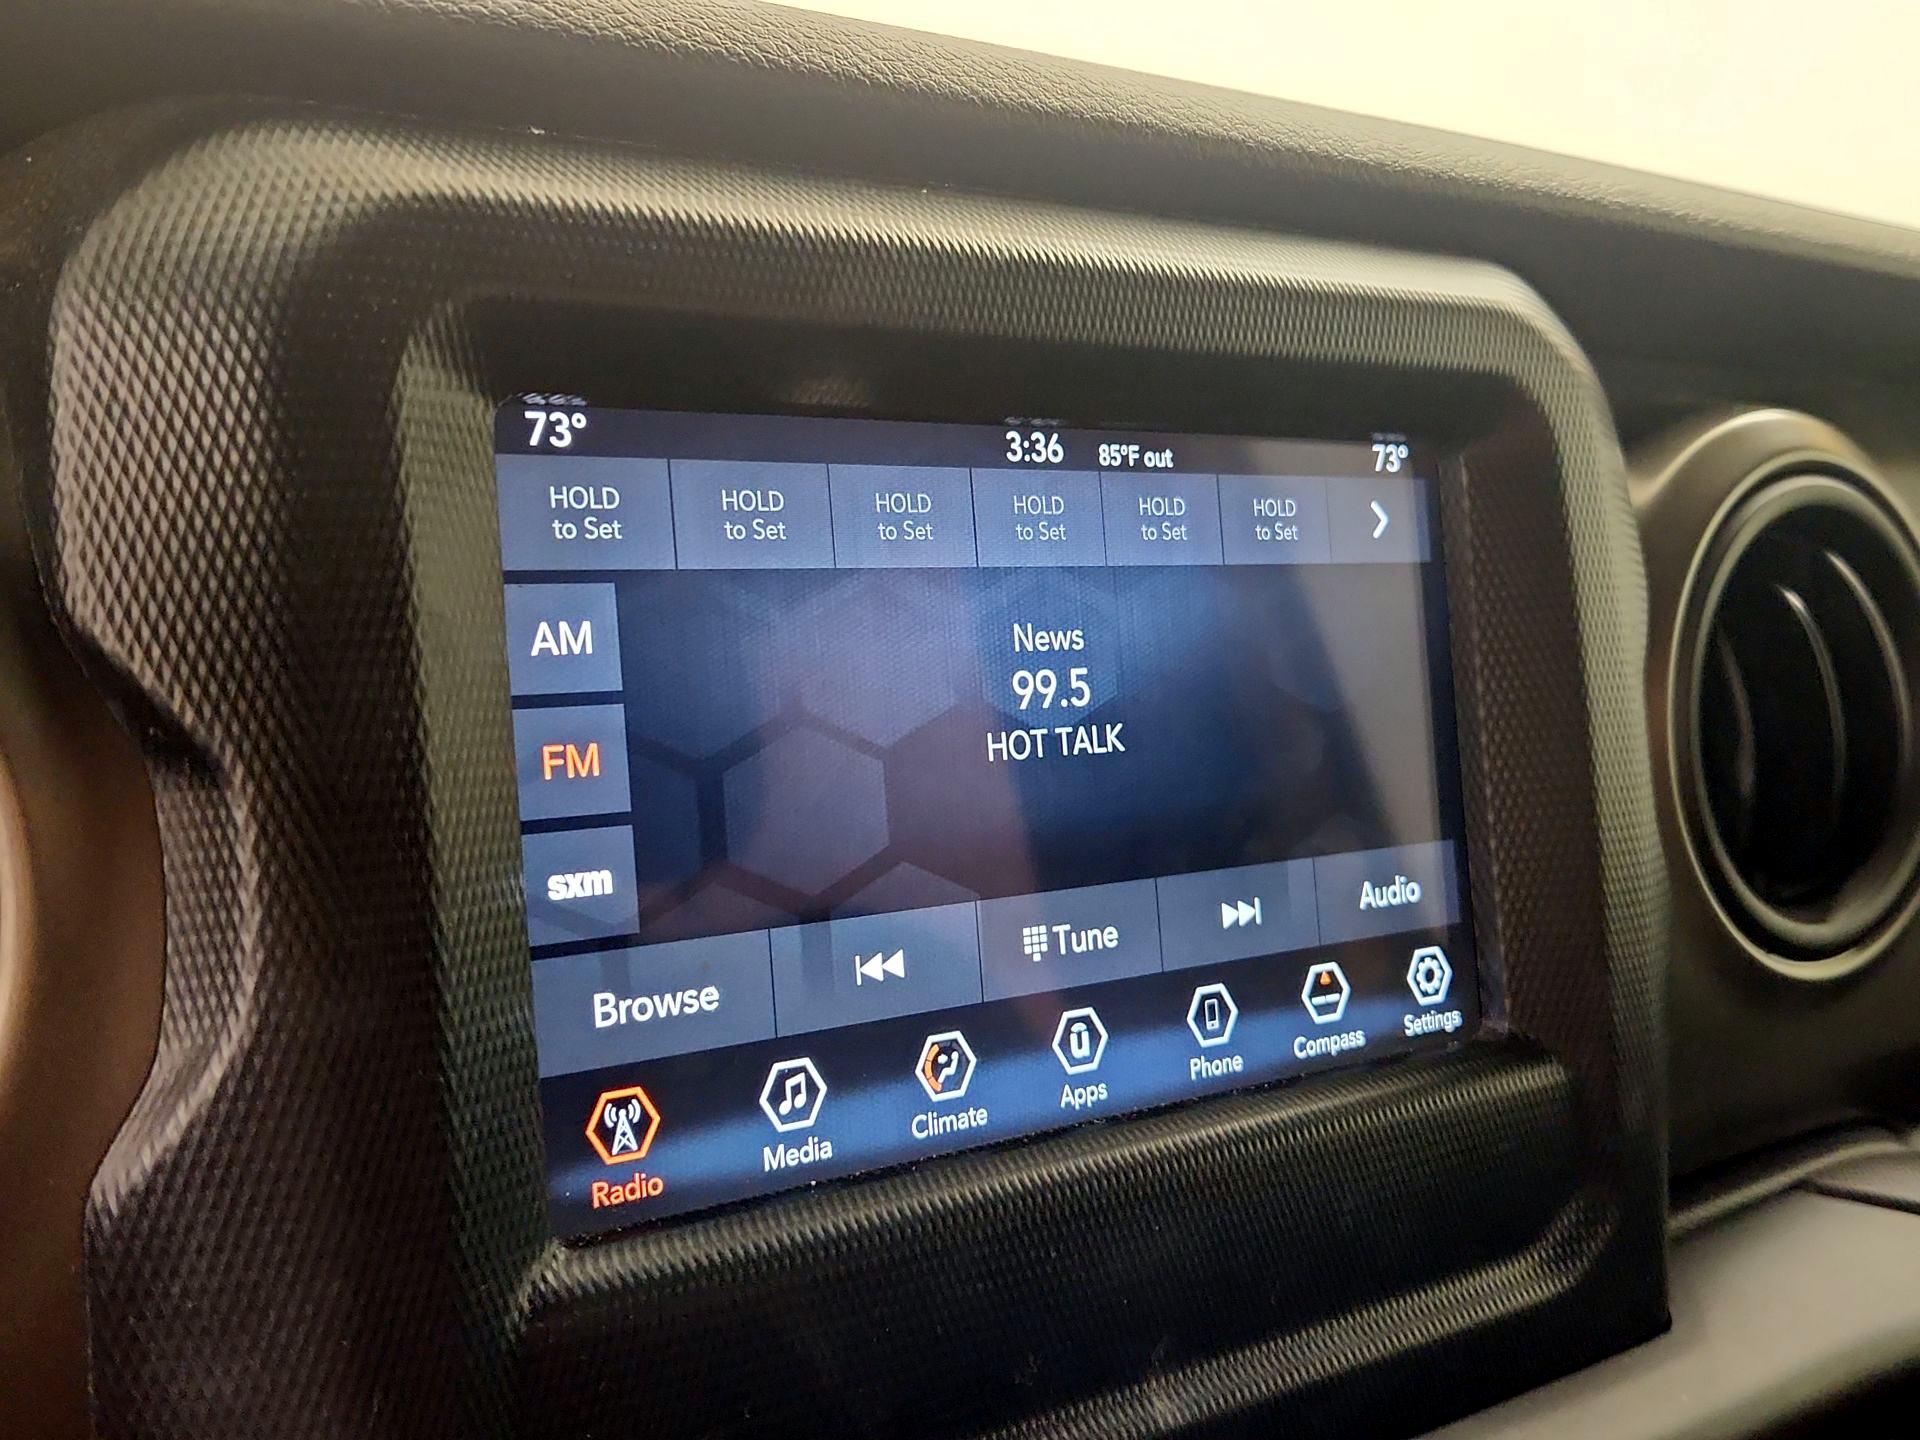 73°
3:36
85°F out
73°
HOLD
to Set
HOLD
to Set
HOLD
to Set
HOLD
to Set
HOLD
to Set
HOLD
to Set
AM
FM
sxm
News
99.5
HOT TALK
Browse
Tune
Audio
Radio
Media
Climate
Apps
Phone
Compass
Settings